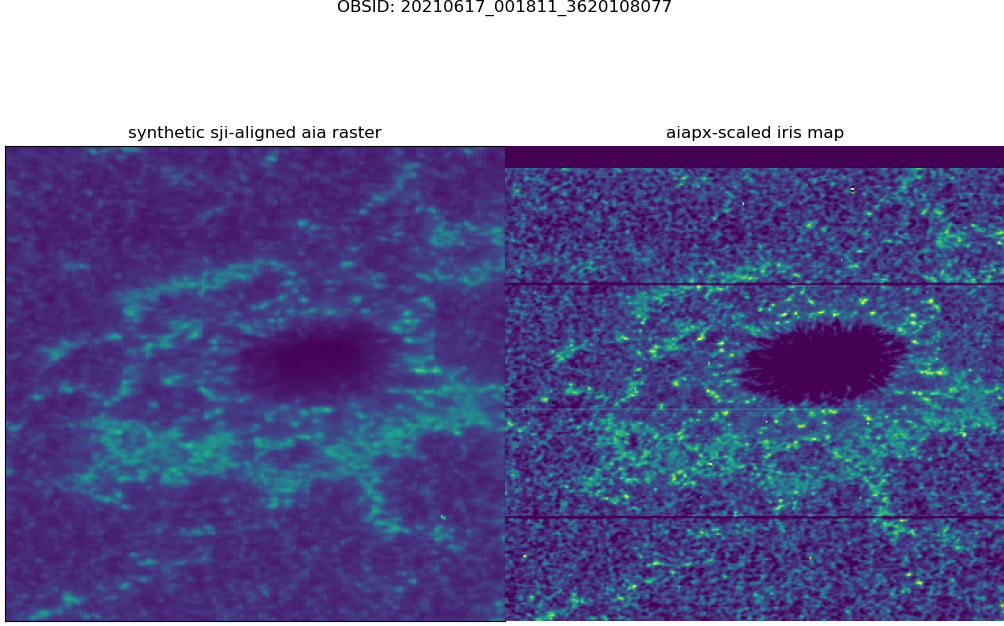 OBSID: 20210617_001811_3620108077
synthetic sji-aligned aia raster
aiapx-scaled iris map